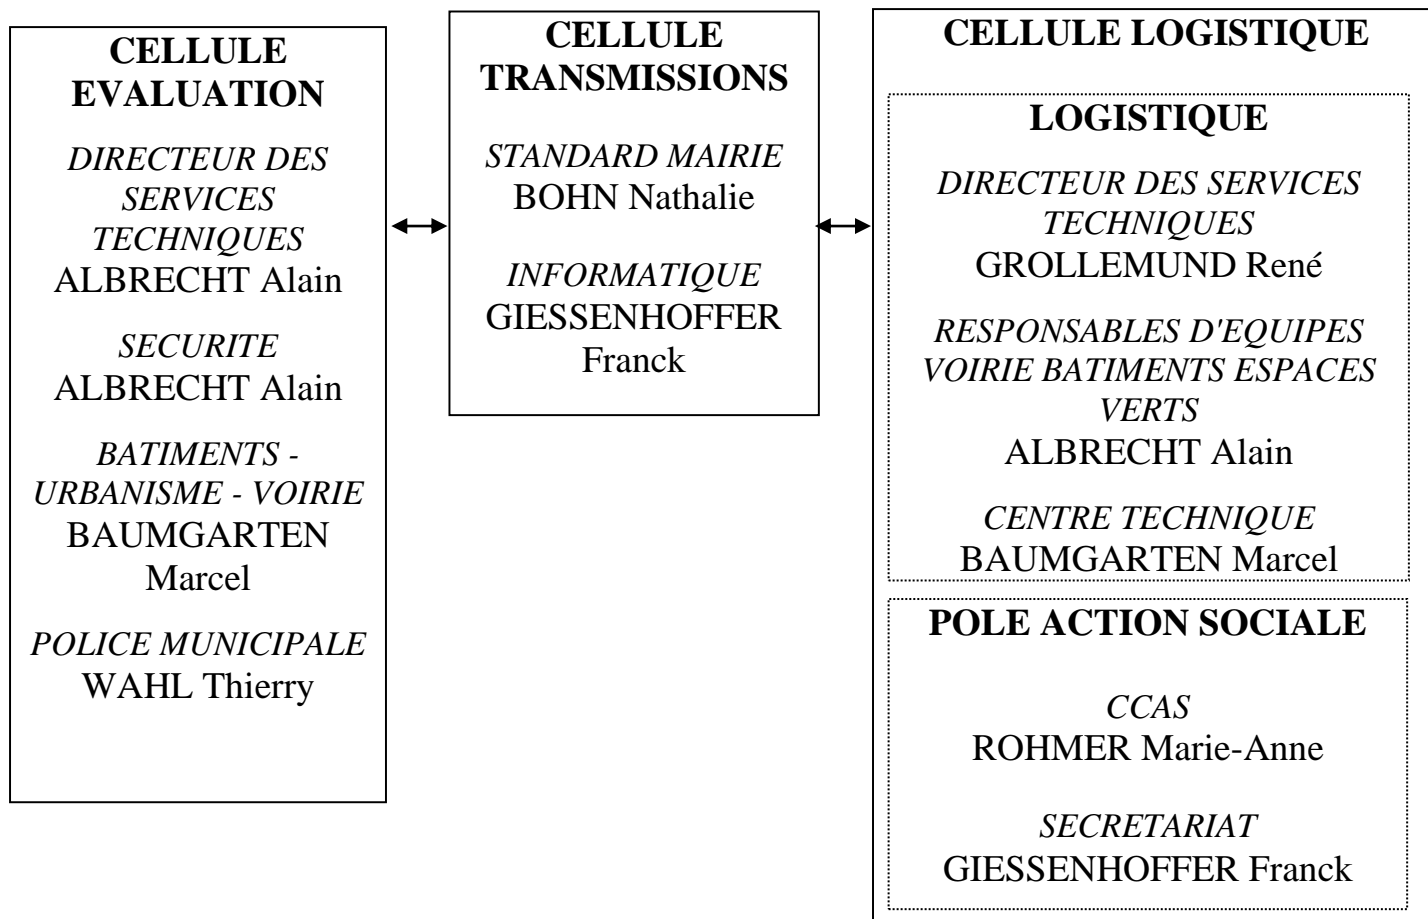 CELLULE
EVALUATION
DIRECTEUR DES
SERVICES
TECHNIQUES
ALBRECHT Alain
SECURITE
ALBRECHT Alain
BATIMENTS -
URBANISME - VOIRIE
BAUMGARTEN
Marcel
POLICE MUNICIPALE
WAHL Thierry
CELLULE
TRANSMISSIONS
STANDARD MAIRIE
BOHN Nathalie
INFORMATIQUE
GIESSENHOFFER
Franck
CELLULE LOGISTIQUE
LOGISTIQUE
DIRECTEUR DES SERVICES
TECHNIQUES
GROLLEMUND René
RESPONSABLES D'EQUIPES
VOIRIE BATIMENTS ESPACES
VERTS
ALBRECHT Alain
CENTRE TECHNIQUE
BAUMGARTEN Marcel
POLE ACTION SOCIALE
CCAS
ROHMER Marie-Anne
SECRETARIAT
GIESSENHOFFER Franck